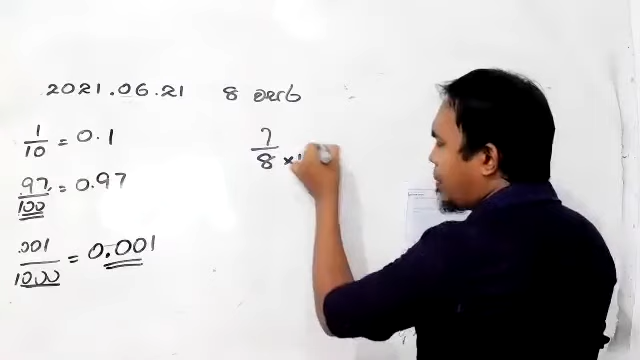 2021.06.21 8
1/10 = 0.1
97/100 = 0.97
.001/1000 = 0.001
7/8 ×